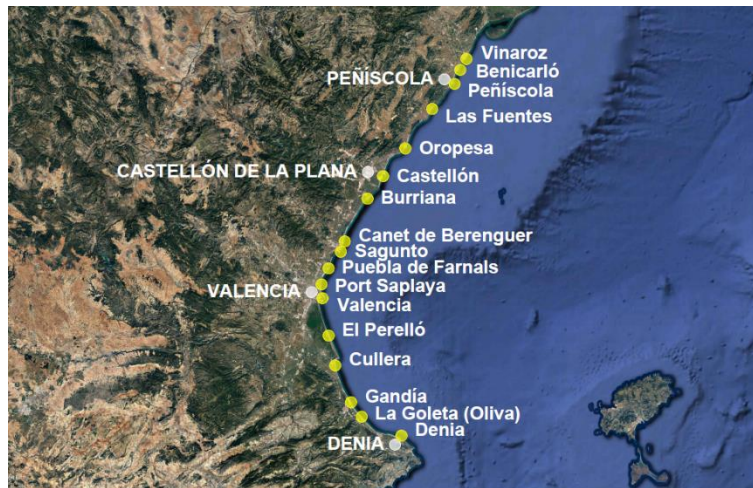 Vinaroz
Benicarló
PEÑÍSCOLA
Peñíscola
Las Fuentes
Oropesa
CASTELLÓN DE LA PLANA
Castellón
Burriana
Canet de Berenguer
Sagunto
Puebla de Farnals
Port Saplaya
VALENCIA
Valencia
El Perelló
Cullera
Gandía
La Goleta (Oliva)
Denia
DENIA